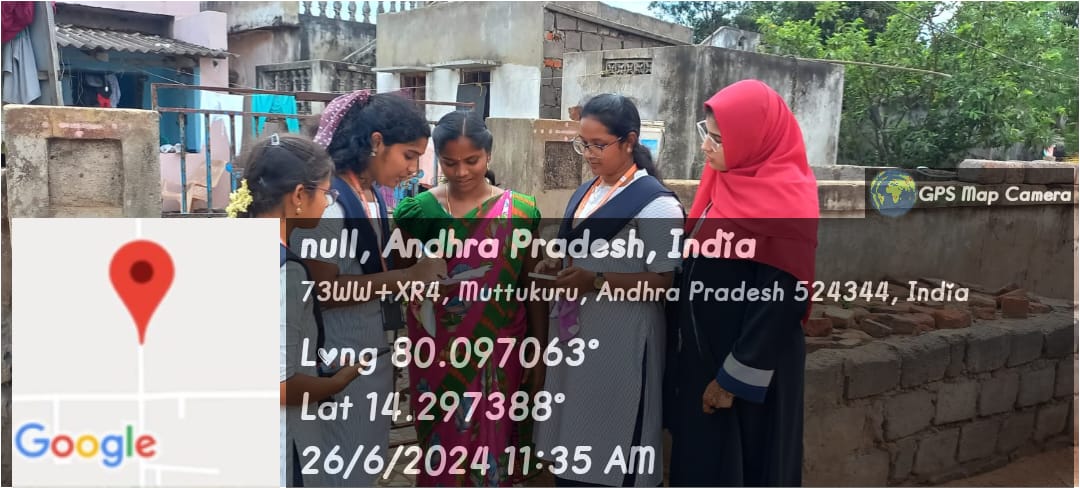 GPS Map Camera
null, Andhra Pradesh, India
73WW+XR4, Muttukuru, Andhra Pradesh 524344, India
Long 80.097063°
Lat 14.297388°
26/6/2024 11:35 AM
Google